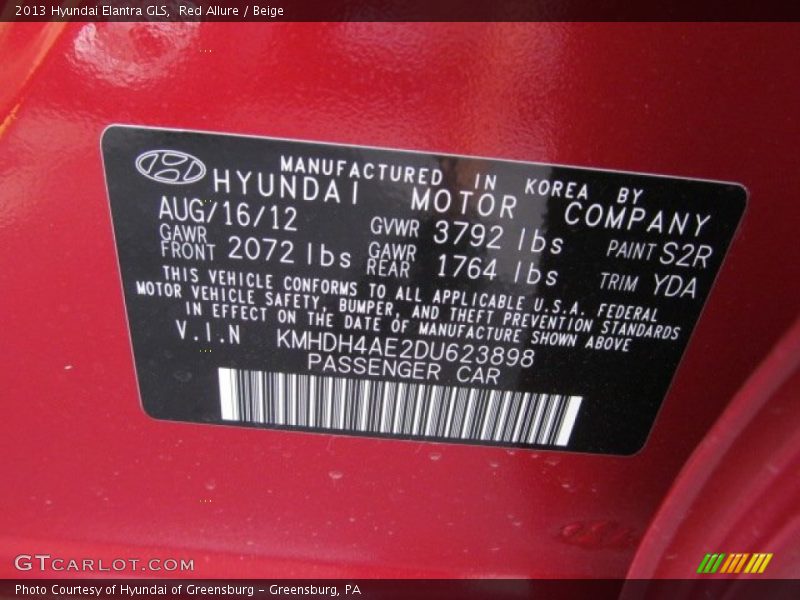 2013 Hyundai Elantra GLS, Red Allure / Beige
MANUFACTURED IN KOREA BY
HYUNDAI MOTOR COMPANY
AUG/16/12 GVWR 3792 lbs PAINT S2R
GAWR FRONT 2072 lbs GAWR REAR 1764 lbs TRIM YDA
THIS VEHICLE CONFORMS TO ALL APPLICABLE U.S.A. FEDERAL
MOTOR VEHICLE SAFETY, BUMPER, AND THEFT PREVENTION STANDARDS
IN EFFECT ON THE DATE OF MANUFACTURE SHOWN ABOVE
V.I.N KMHDH4AE2DU623898
PASSENGER CAR
GTCARLOT.COM
Photo Courtesy of Hyundai of Greensburg - Greensburg, PA